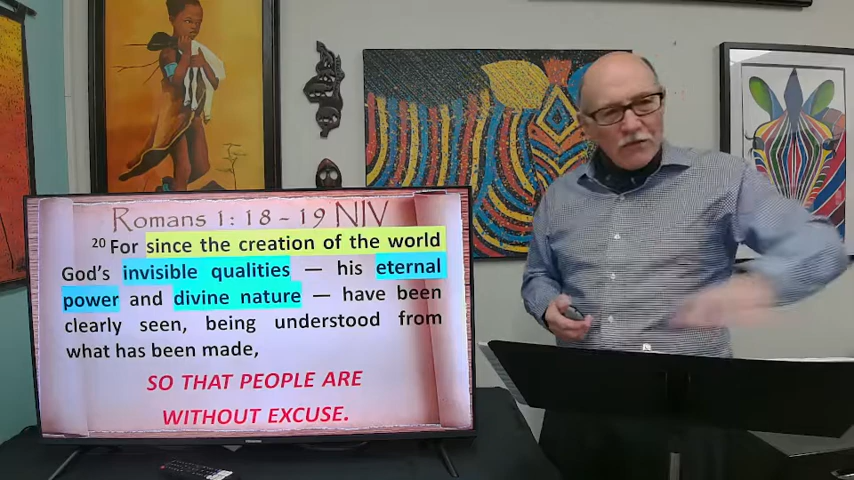 Romans 1: 18 - 19 NIV
20 For since the creation of the world
God's invisible qualities — his eternal
power and divine nature — have been
clearly seen, being understood from
what has been made,
SO THAT PEOPLE ARE
WITHOUT EXCUSE.